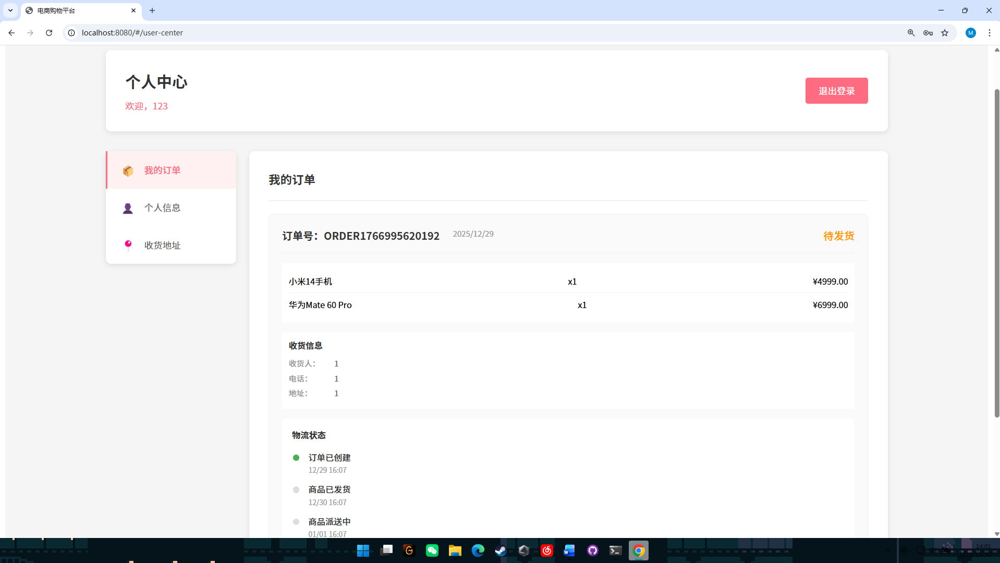 电商购物平台
localhost:8080/#/user-center
M
个人中心
欢迎，123
退出登录
我的订单
个人信息
收货地址
我的订单
订单号：ORDER1766995620192 2025/12/29 待发货
小米14手机 x1 ¥4999.00
华为Mate 60 Pro x1 ¥6999.00
收货信息
收货人： 1
电话： 1
地址： 1
物流状态
订单已创建
12/29 16:07
商品已发货
12/30 16:07
商品派送中
01/01 16:07
英
14:01